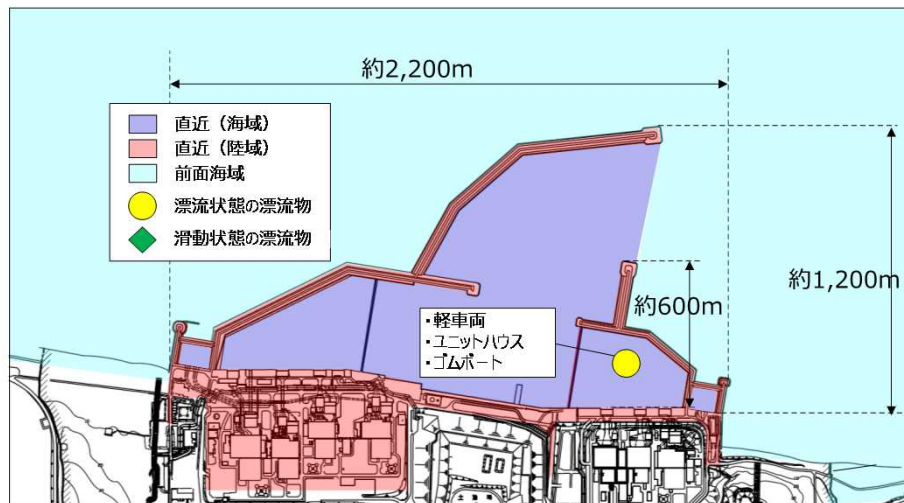 約2,200m
直近（海域）
直近（陸域）
前面海域
漂流状態の漂流物
滑動状態の漂流物
約1,200m
約600m
・軽車両
・ユニットハウス
・ゴムボート